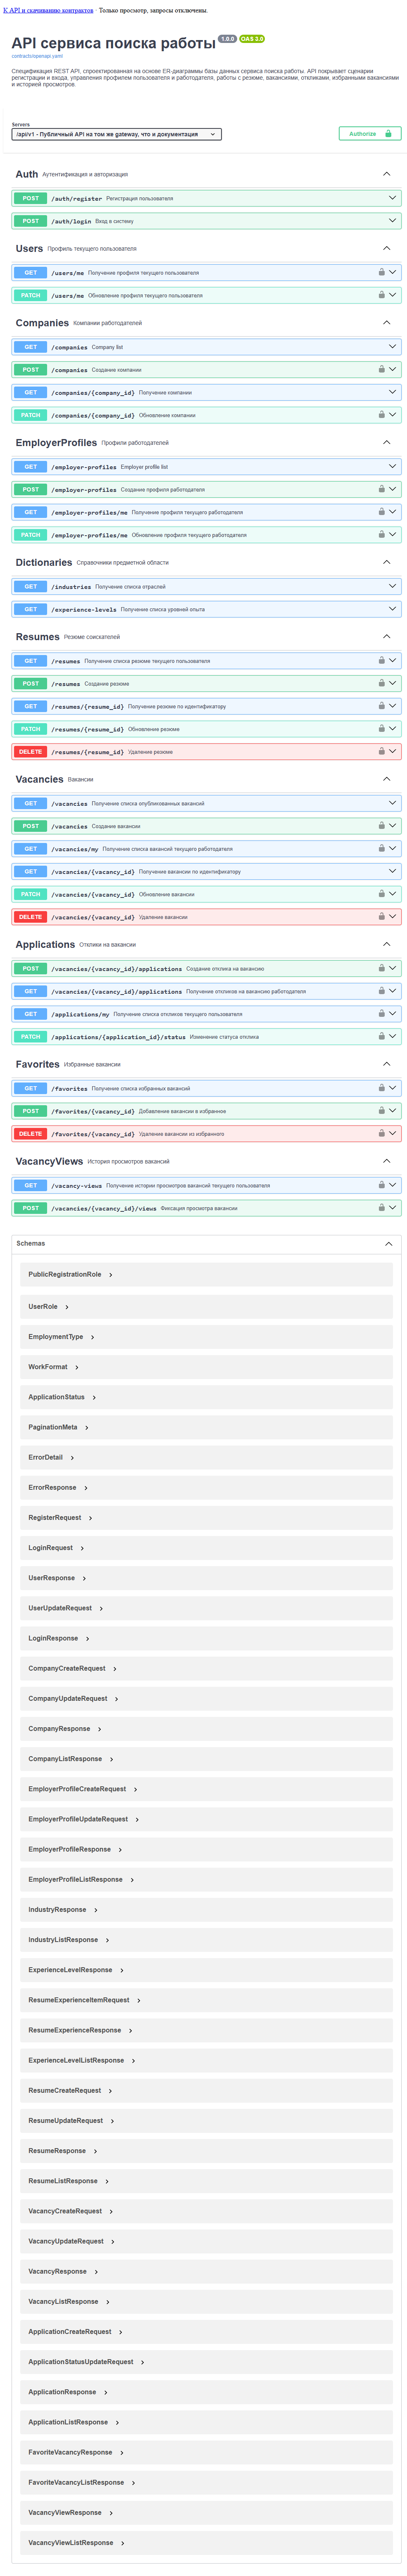 К API и скачиванию контрактов · Только просмотр, запросы отключены.
API сервиса поиска работы 1.0.0 OAS 3.0
contracts/openapi.yaml
Спецификация REST API, спроектированная на основе ER-диаграммы базы данных сервиса поиска работы. API покрывает сценарии
регистрации и входа, управления профилем пользователя и работодателя, работы с резюме, вакансиями, откликами, избранными вакансиями
и историей просмотров.
Servers
/api/v1 - Публичный API на том же gateway, что и документация
Authorize
Auth Аутентификация и авторизация
POST /auth/register Регистрация пользователя
POST /auth/login Вход в систему
Users Профиль текущего пользователя
GET /users/me Получение профиля текущего пользователя
PATCH /users/me Обновление профиля текущего пользователя
Companies Компании работодателей
GET /companies Company list
POST /companies Создание компании
GET /companies/{company_id} Получение компании
PATCH /companies/{company_id} Обновление компании
EmployerProfiles Профили работодателей
GET /employer-profiles Employer profile list
POST /employer-profiles Создание профиля работодателя
GET /employer-profiles/me Получение профиля текущего работодателя
PATCH /employer-profiles/me Обновление профиля текущего работодателя
Dictionaries Справочники предметной области
GET /industries Получение списка отраслей
GET /experience-levels Получение списка уровней опыта
Resumes Резюме соискателей
GET /resumes Получение списка резюме текущего пользователя
POST /resumes Создание резюме
GET /resumes/{resume_id} Получение резюме по идентификатору
PATCH /resumes/{resume_id} Обновление резюме
DELETE /resumes/{resume_id} Удаление резюме
Vacancies Вакансии
GET /vacancies Получение списка опубликованных вакансий
POST /vacancies Создание вакансии
GET /vacancies/my Получение списка вакансий текущего работодателя
GET /vacancies/{vacancy_id} Получение вакансии по идентификатору
PATCH /vacancies/{vacancy_id} Обновление вакансии
DELETE /vacancies/{vacancy_id} Удаление вакансии
Applications Отклики на вакансии
POST /vacancies/{vacancy_id}/applications Создание отклика на вакансию
GET /vacancies/{vacancy_id}/applications Получение откликов на вакансию работодателя
GET /applications/my Получение списка откликов текущего пользователя
PATCH /applications/{application_id}/status Изменение статуса отклика
Favorites Избранные вакансии
GET /favorites Получение списка избранных вакансий
POST /favorites/{vacancy_id} Добавление вакансии в избранное
DELETE /favorites/{vacancy_id} Удаление вакансии из избранного
VacancyViews История просмотров вакансий
GET /vacancy-views Получение истории просмотров вакансий текущего пользователя
POST /vacancies/{vacancy_id}/views Фиксация просмотра вакансии
Schemas
PublicRegistrationRole
UserRole
EmploymentType
WorkFormat
ApplicationStatus
PaginationMeta
ErrorDetail
ErrorResponse
RegisterRequest
LoginRequest
UserResponse
UserUpdateRequest
LoginResponse
CompanyCreateRequest
CompanyUpdateRequest
CompanyResponse
CompanyListResponse
EmployerProfileCreateRequest
EmployerProfileUpdateRequest
EmployerProfileResponse
EmployerProfileListResponse
IndustryResponse
IndustryListResponse
ExperienceLevelResponse
ResumeExperienceItemRequest
ResumeExperienceResponse
ExperienceLevelListResponse
ResumeCreateRequest
ResumeUpdateRequest
ResumeResponse
ResumeListResponse
VacancyCreateRequest
VacancyUpdateRequest
VacancyResponse
VacancyListResponse
ApplicationCreateRequest
ApplicationStatusUpdateRequest
ApplicationResponse
ApplicationListResponse
FavoriteVacancyResponse
FavoriteVacancyListResponse
VacancyViewResponse
VacancyViewListResponse